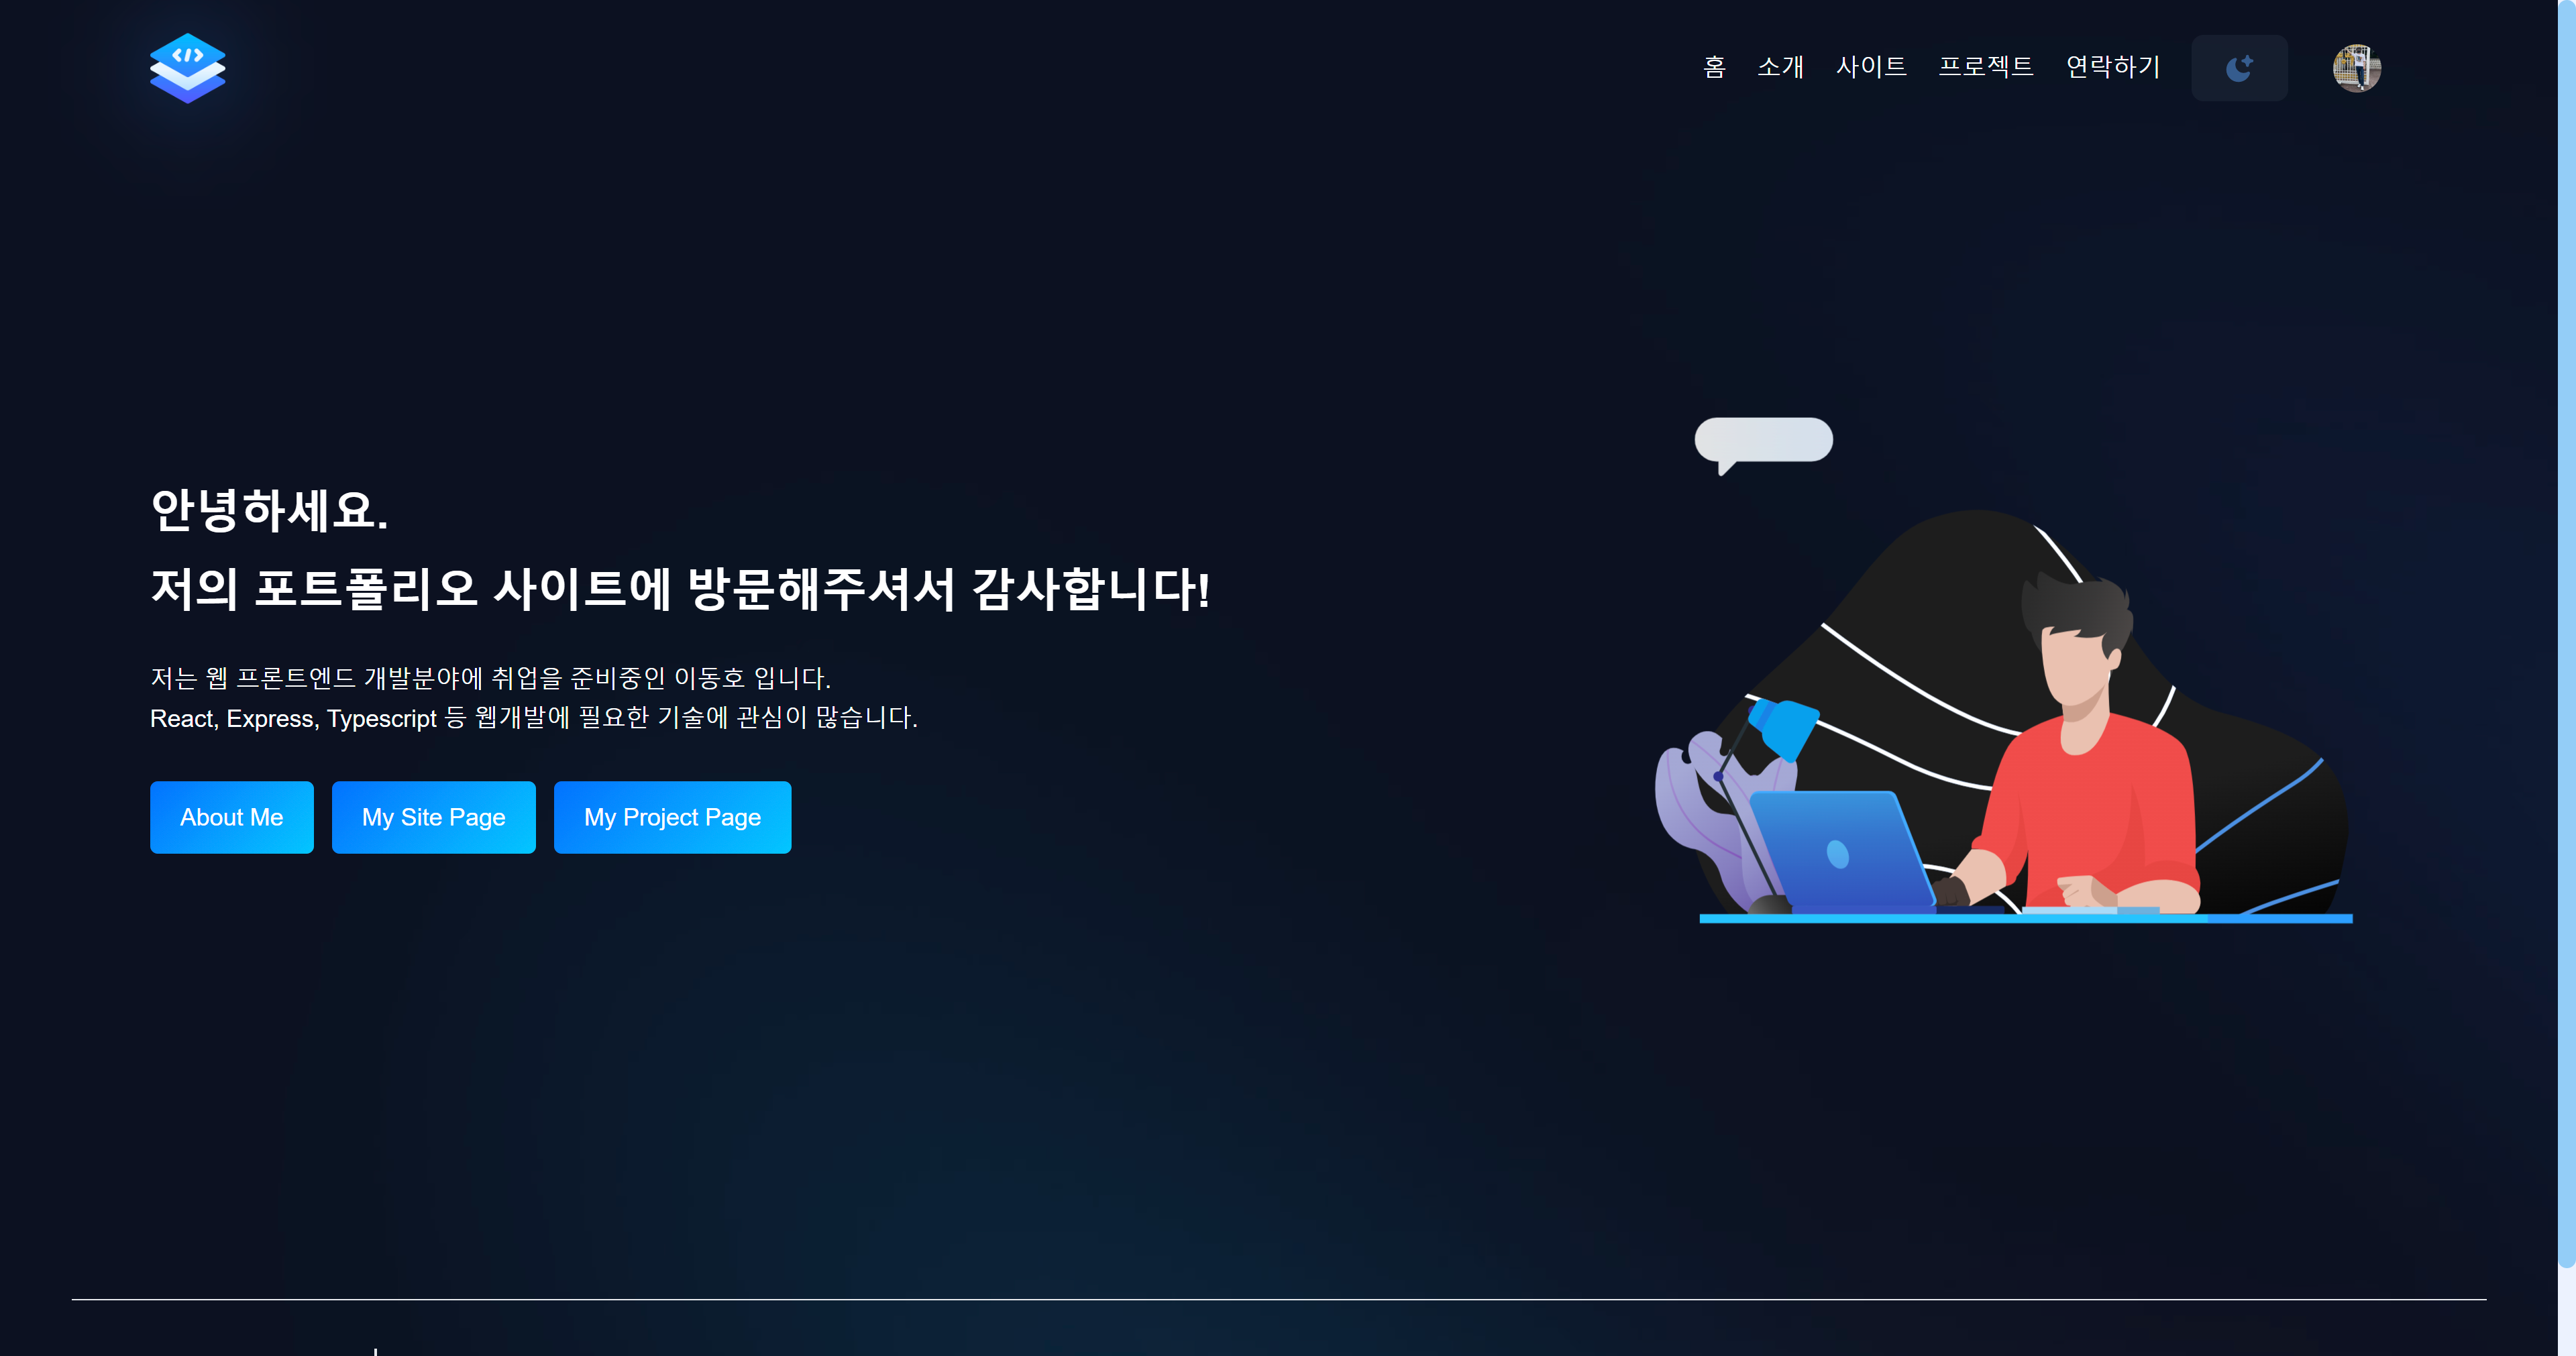 홈 소개 사이트 프로젝트 연락하기
안녕하세요.
저의 포트폴리오 사이트에 방문해주셔서 감사합니다!
저는 웹 프론트엔드 개발분야에 취업을 준비중인 이동호 입니다.
React, Express, Typescript 등 웹개발에 필요한 기술에 관심이 많습니다.
About Me My Site Page My Project Page